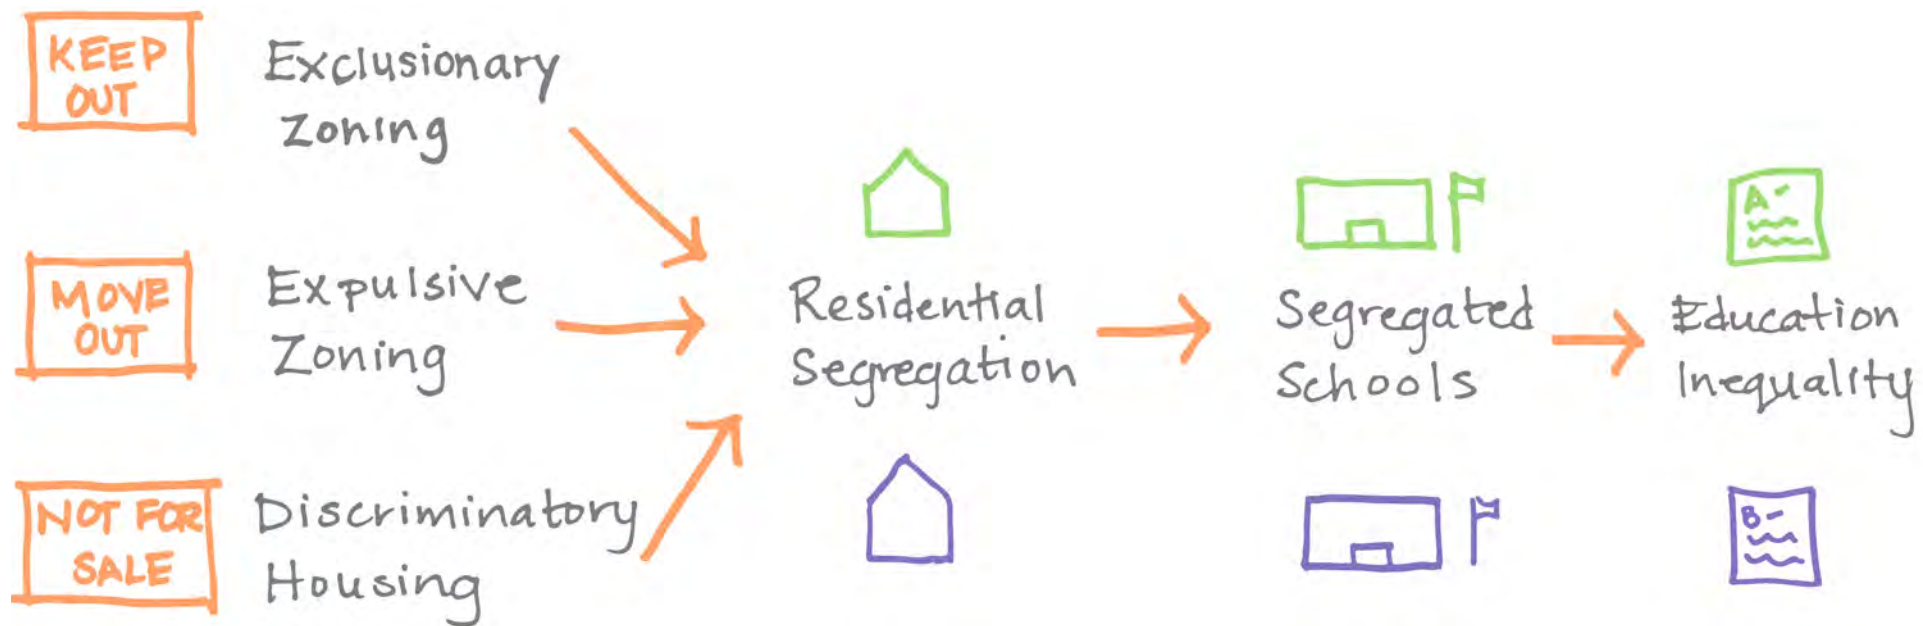 KEEP
OUT
Exclusionary
Zoning
MOVE
OUT
Expulsive
Zoning
NOT FOR
SALE
Discriminatory
Housing
Residential
Segregation
Segregated
Schools
A-
Education
Inequality
B-